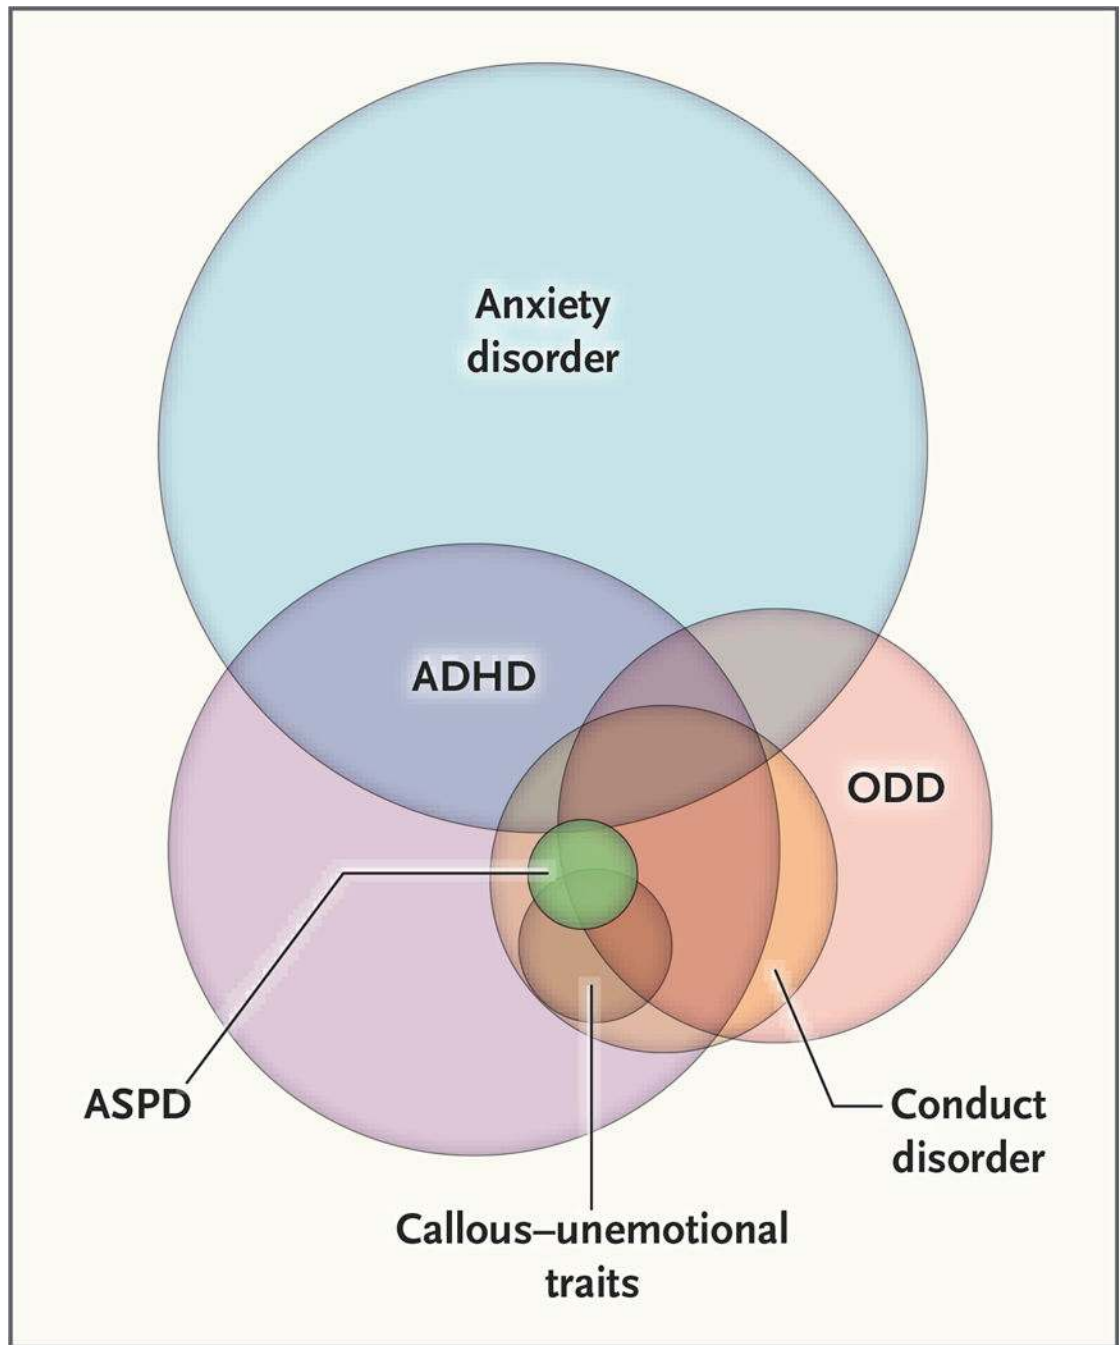 Anxiety
disorder
ADHD
ODD
ASPD
Conduct
disorder
Callous–unemotional
traits